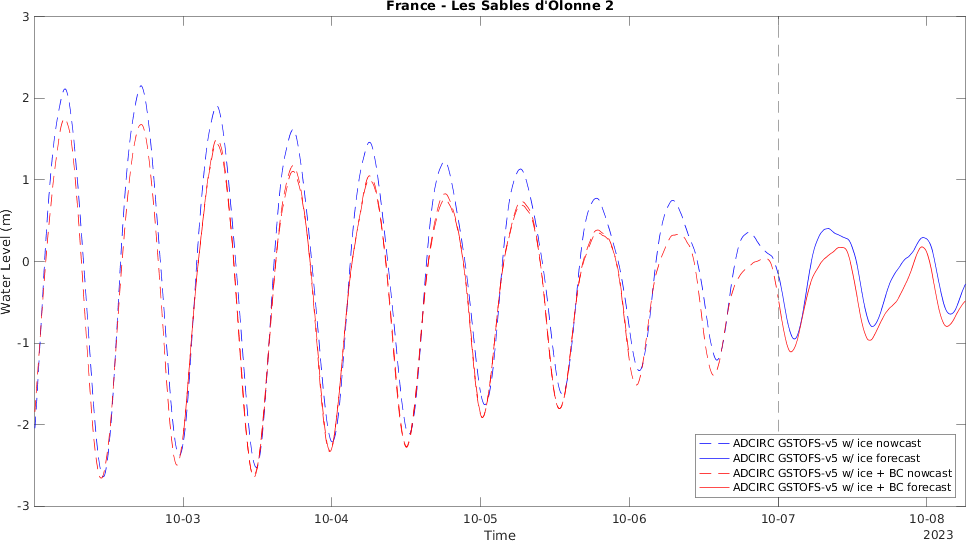 France - Les Sables d'Olonne 2
3
2
1
0
-1
-2
-3
Water Level (m)
10-03
10-04
10-05
10-06
10-07
10-08
Time
2023
ADCIRC GSTOFS-v5 w/ ice nowcast
ADCIRC GSTOFS-v5 w/ ice forecast
ADCIRC GSTOFS-v5 w/ ice + BC nowcast
ADCIRC GSTOFS-v5 w/ ice + BC forecast